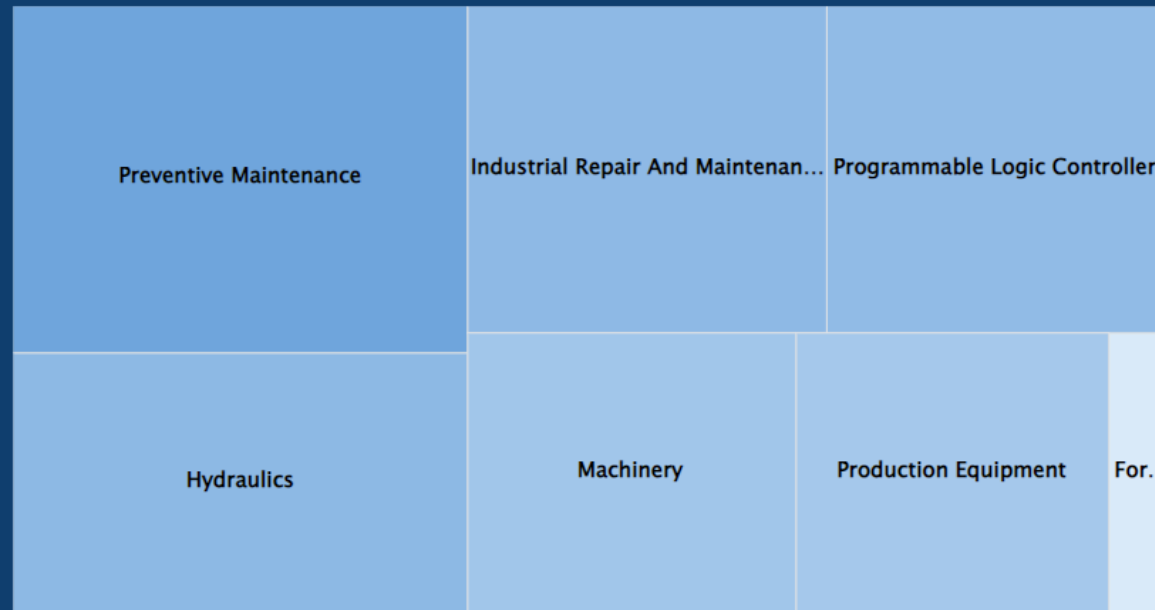 Preventive Maintenance
Industrial Repair And Maintenan...
Programmable Logic Controller
Hydraulics
Machinery
Production Equipment
For.